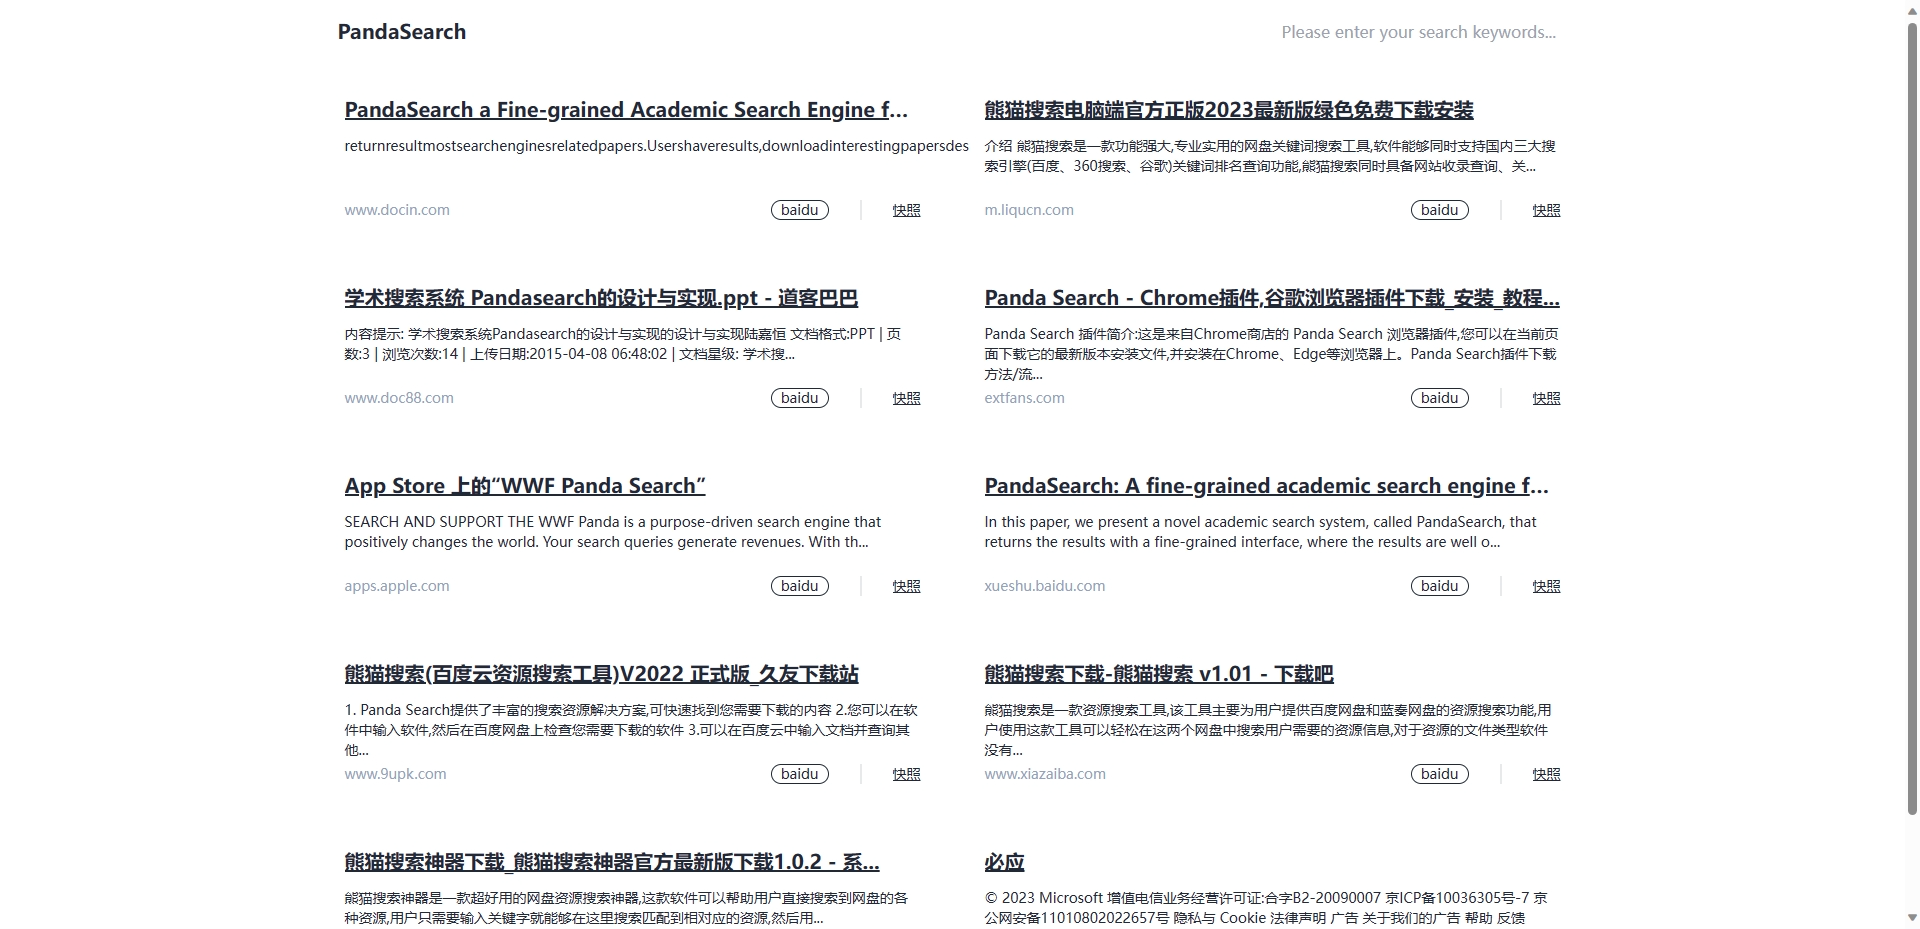 PandaSearch
Please enter your search keywords...
PandaSearch a Fine-grained Academic Search Engine f...
returnresultmostsearchenginesrelatedpapers.Usershaveresults,downloadinterestingpapersdes
www.docin.com
baidu
快照
熊猫搜索电脑端官方正版2023最新版绿色免费下载安装
介绍 熊猫搜索是一款功能强大,专业实用的网盘关键词搜索工具,软件能够同时支持国内三大搜
索引擎(百度、360搜索、谷歌)关键词排名查询功能,熊猫搜索同时具备网站收录查询、关...
m.liqucn.com
baidu
快照
学术搜索系统 Pandasearch的设计与实现.ppt - 道客巴巴
内容提示: 学术搜索系统Pandasearch的设计与实现的设计与实现陆嘉恒 文档格式:PPT | 页
数:3 | 浏览次数:14 | 上传日期:2015-04-08 06:48:02 | 文档星级: 学术搜...
www.doc88.com
baidu
快照
Panda Search - Chrome插件,谷歌浏览器插件下载_安装_教程...
Panda Search 插件简介:这是来自Chrome商店的 Panda Search 浏览器插件,您可以在当前页
面下载它的最新版本安装文件,并安装在Chrome、Edge等浏览器上。Panda Search插件下载
方法/流...
extfans.com
baidu
快照
App Store 上的“WWF Panda Search”
SEARCH AND SUPPORT THE WWF Panda is a purpose-driven search engine that
positively changes the world. Your search queries generate revenues. With th...
apps.apple.com
baidu
快照
PandaSearch: A fine-grained academic search engine f...
In this paper, we present a novel academic search system, called PandaSearch, that
returns the results with a fine-grained interface, where the results are well o...
xueshu.baidu.com
baidu
快照
熊猫搜索(百度云资源搜索工具)V2022 正式版_久友下载站
1. Panda Search提供了丰富的搜索资源解决方案,可快速找到您需要下载的内容 2.您可以在软
件中输入软件,然后在百度网盘上检查您需要下载的软件 3.可以在百度云中输入文档并查询其
他...
www.9upk.com
baidu
快照
熊猫搜索下载-熊猫搜索 v1.01 - 下载吧
熊猫搜索是一款资源搜索工具,该工具主要为用户提供百度网盘和蓝奏网盘的资源搜索功能,用
户使用这款工具可以轻松在这两个网盘中搜索用户需要的资源信息,对于资源的文件类型软件
没有...
www.xiazaiba.com
baidu
快照
熊猫搜索神器下载_熊猫搜索神器官方最新版下载1.0.2 - 系...
熊猫搜索神器是一款超好用的网盘资源搜索神器,这款软件可以帮助用户直接搜索到网盘的各
种资源,用户只需要输入关键字就能够在这里搜索匹配到相对应的资源,然后用...
必应
© 2023 Microsoft 增值电信业务经营许可证:合字B2-20090007 京ICP备10036305号-7 京
公网安备11010802022657号 隐私与 Cookie 法律声明 广告 关于我们的广告 帮助 反馈